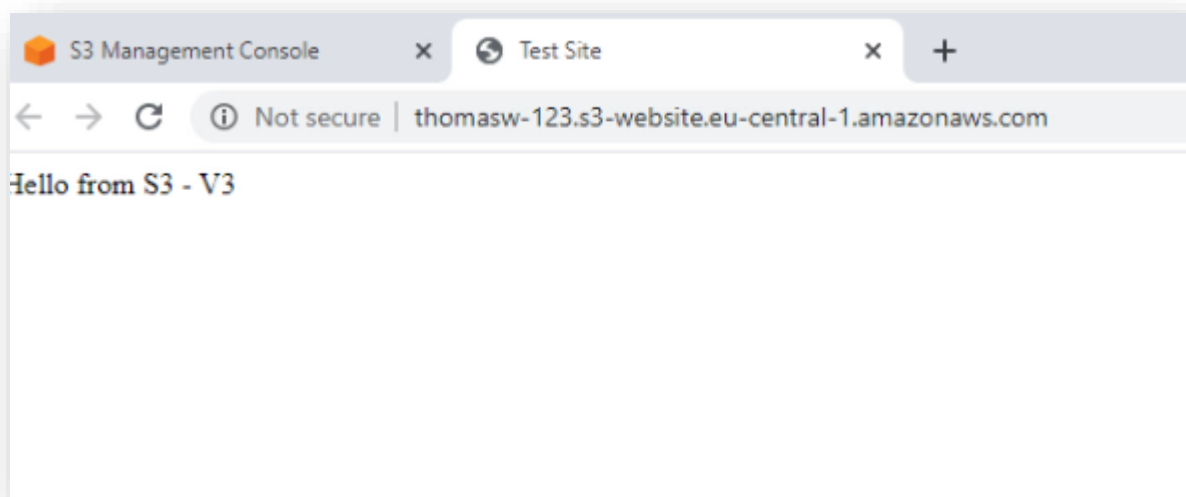 S3 Management Console
Test Site
Not secure | thomasw-123.s3-website.eu-central-1.amazonaws.com
Hello from S3 - V3